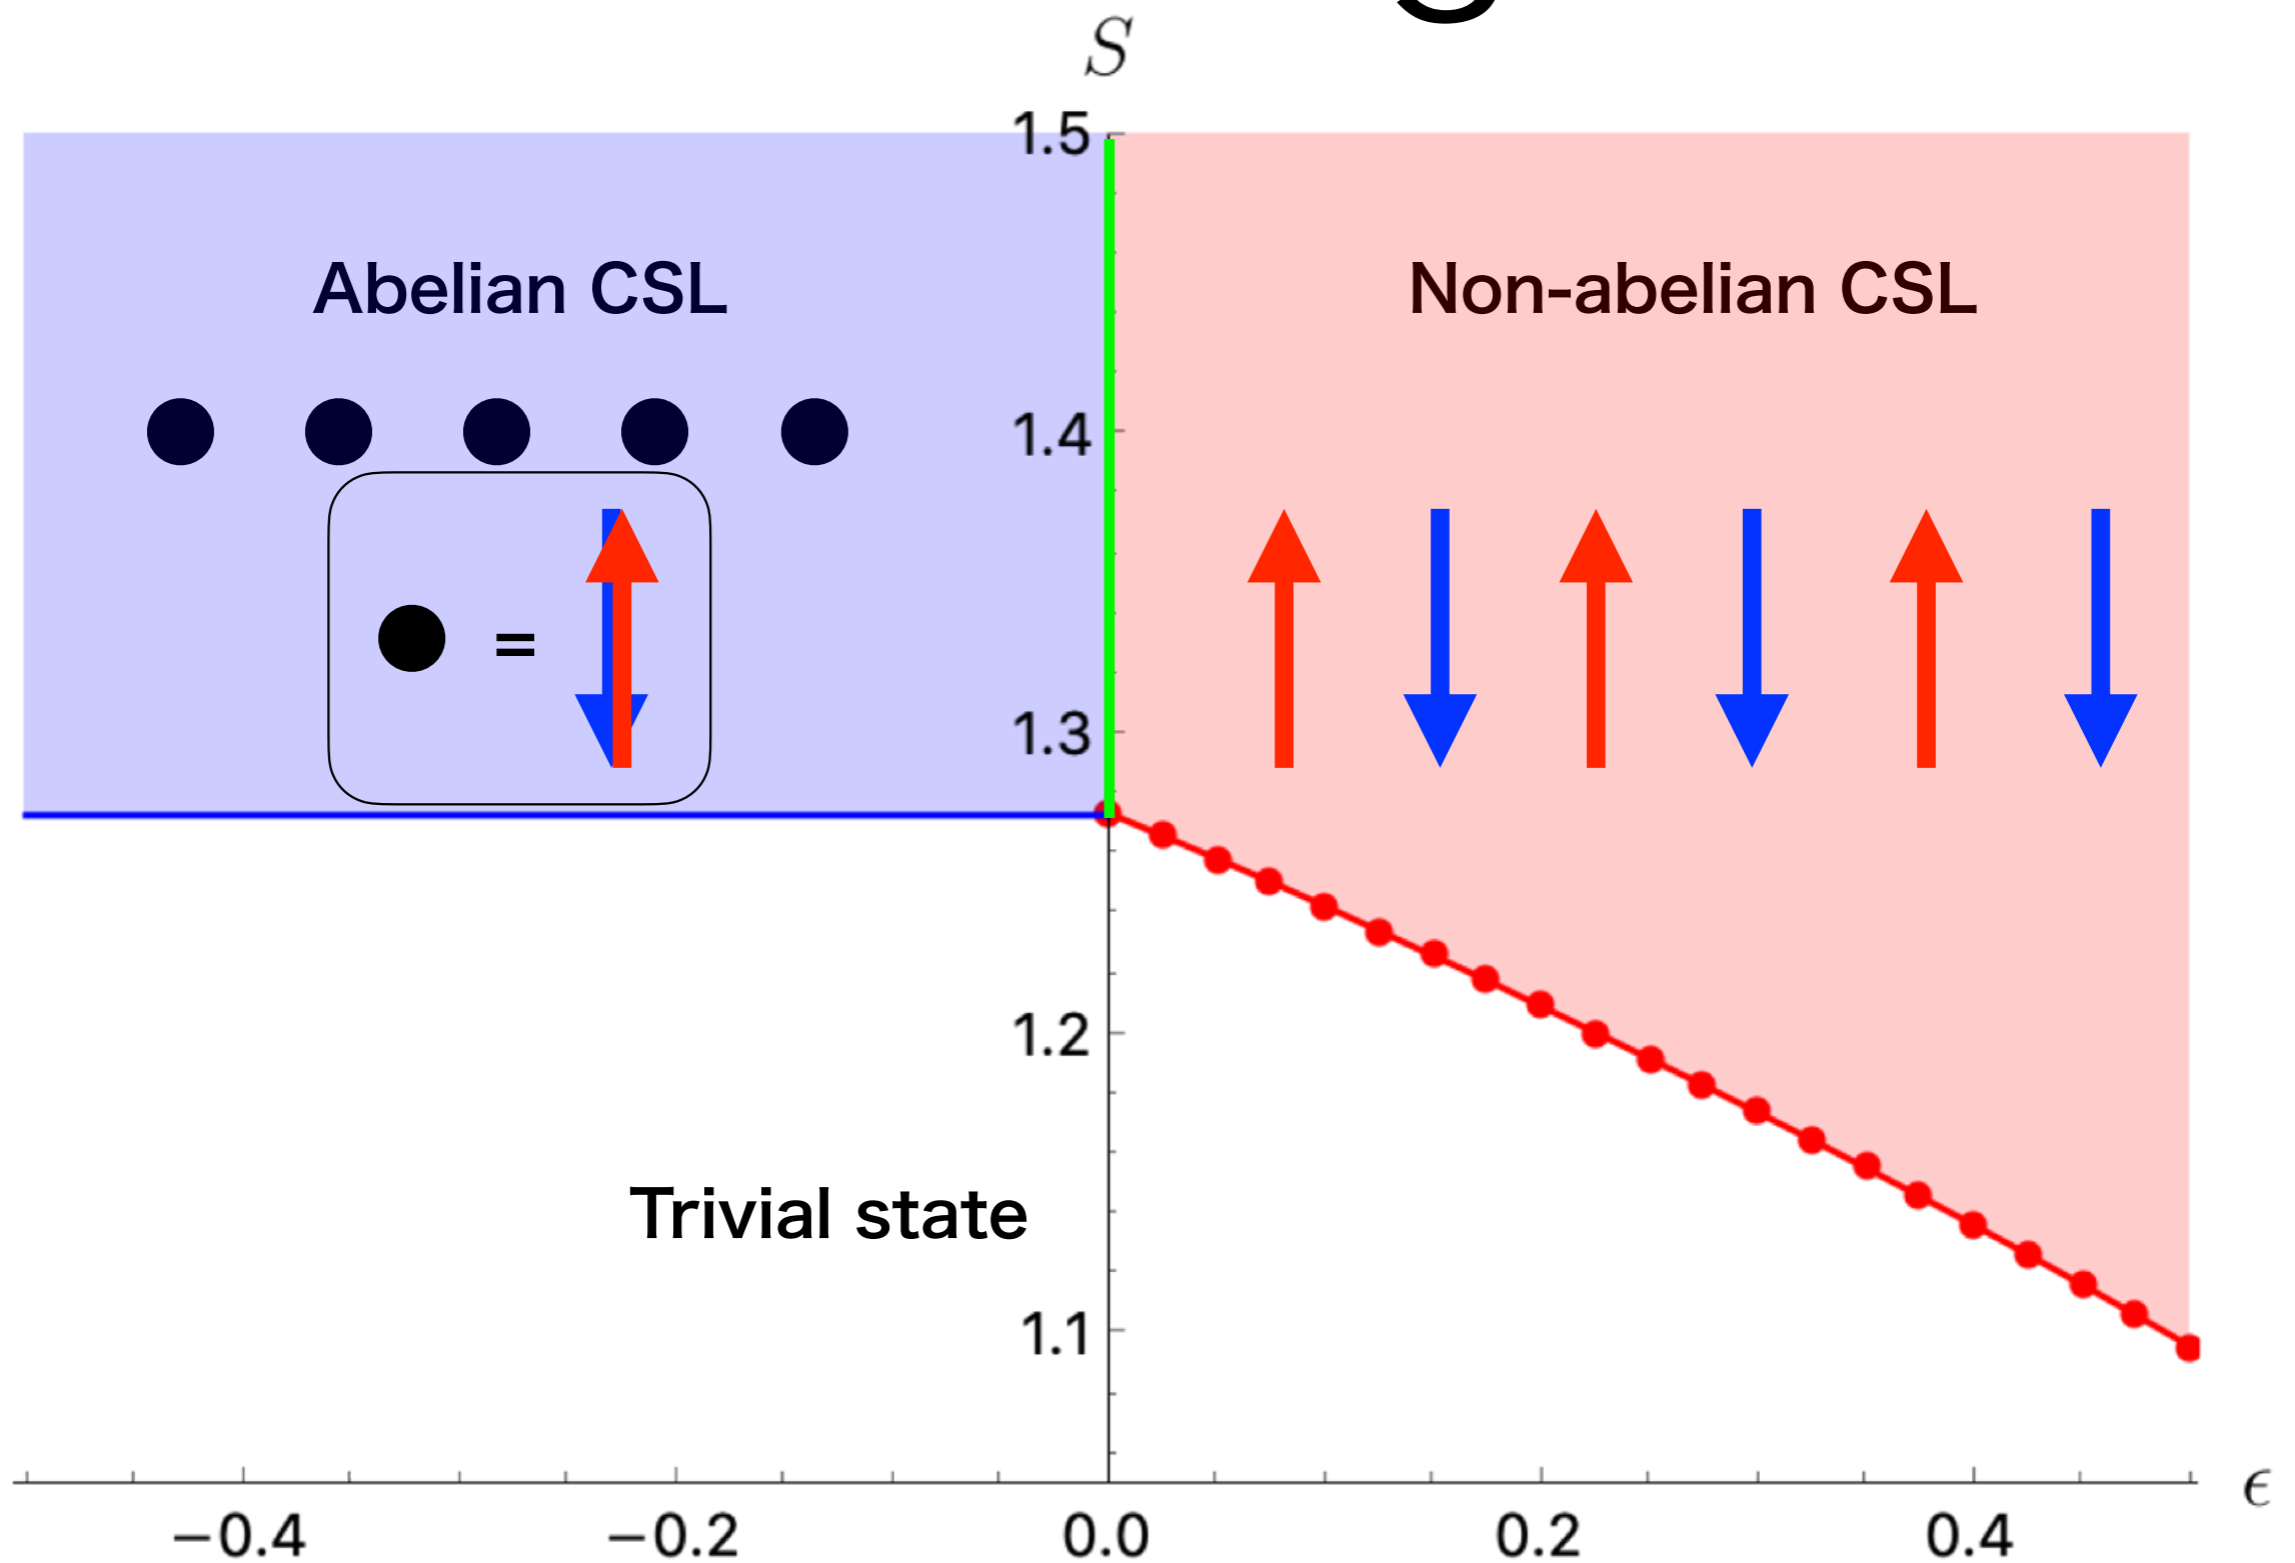 S
1.5
Abelian CSL
Non-abelian CSL
1.4
=
1.3
1.2
Trivial state
1.1
ϵ
−0.4
−0.2
0.0
0.2
0.4